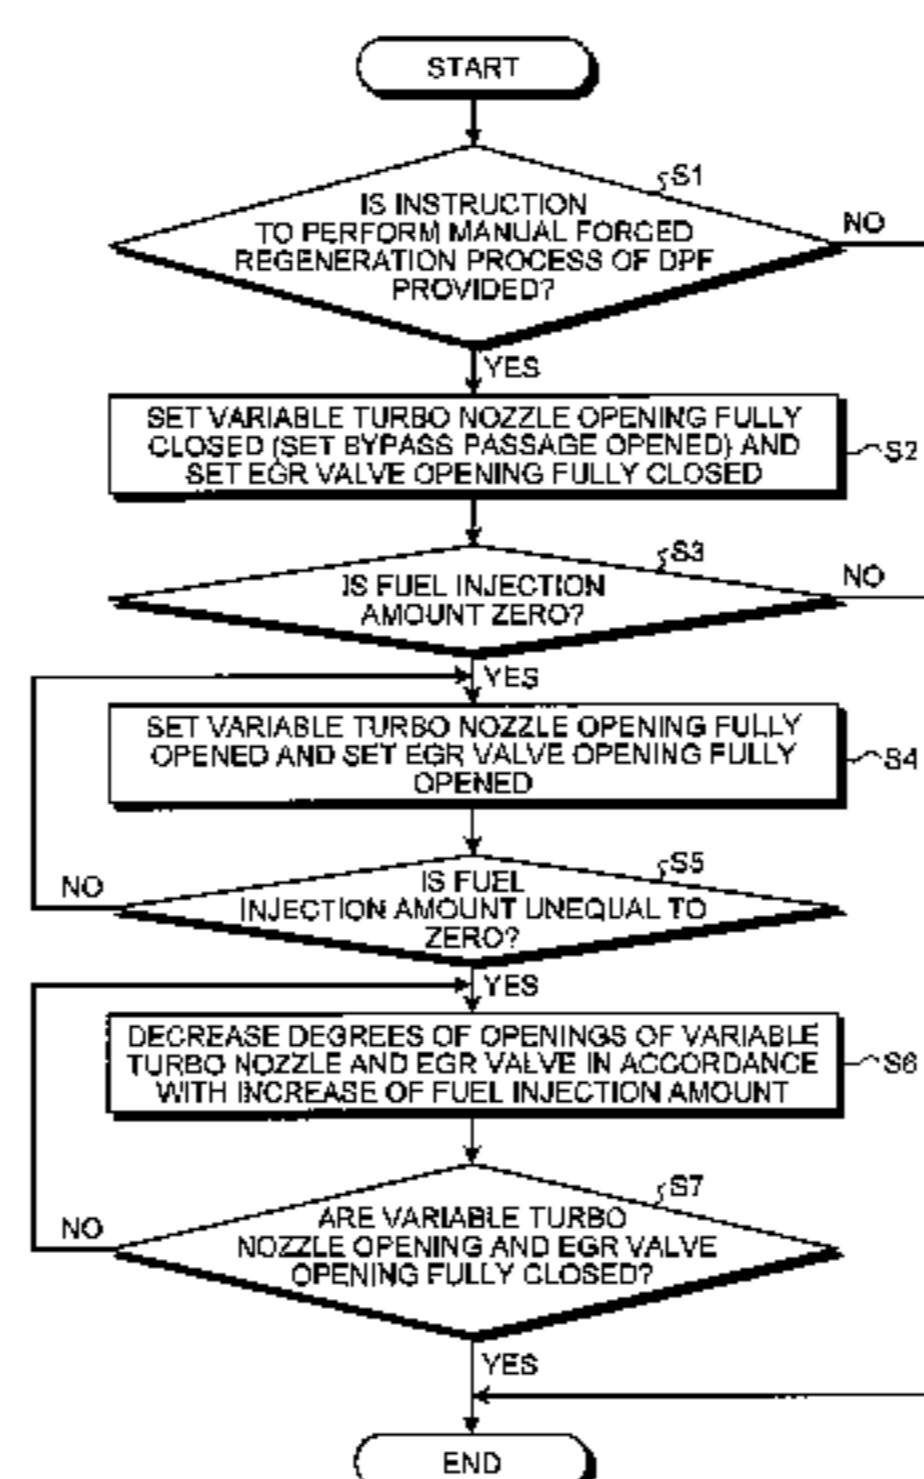 START
S1
IS INSTRUCTION
TO PERFORM MANUAL FORCED
REGENERATION PROCESS OF DPF
PROVIDED?
NO
YES
SET VARIABLE TURBO NOZZLE OPENING FULLY
CLOSED (SET BYPASS PASSAGE OPENED) AND
SET EGR VALVE OPENING FULLY CLOSED
S2
S3
IS FUEL INJECTION
AMOUNT ZERO?
NO
YES
SET VARIABLE TURBO NOZZLE OPENING FULLY
OPENED AND SET EGR VALVE OPENING FULLY
OPENED
S4
S5
IS FUEL
INJECTION AMOUNT UNEQUAL TO
ZERO?
NO
YES
DECREASE DEGREES OF OPENINGS OF VARIABLE
TURBO NOZZLE AND EGR VALVE IN ACCORDANCE
WITH INCREASE OF FUEL INJECTION AMOUNT
S6
S7
ARE VARIABLE TURBO
NOZZLE OPENING AND EGR VALVE
OPENING FULLY CLOSED?
NO
YES
END